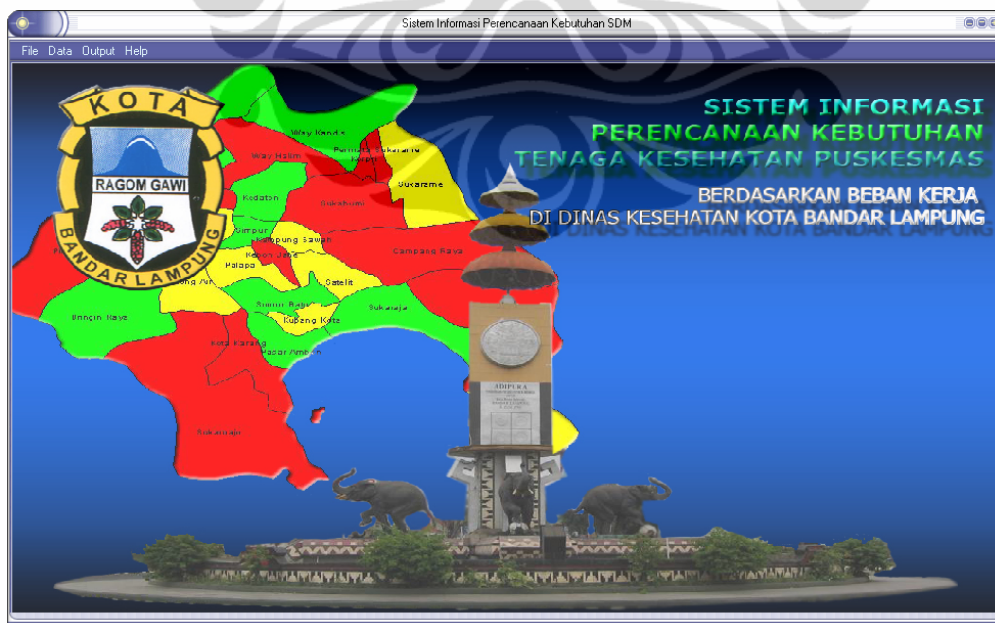 Sistem Informasi Perencanaan Kebutuhan SDM
File Data Output Help
KOTA
RAGOM GAWI
BANDAR LAMPUNG
SISTEM INFORMASI
PERENCANAAN KEBUTUHAN
TENAGA KESEHATAN PUSKESMAS
BERDASARKAN BEBAN KERJA
DI DINAS KESEHATAN KOTA BANDAR LAMPUNG
Way Kandis
Permata Sukarame
Way Halim
Sukarame
Kedaton
Sukabumi
Simpur
Kampung Sawah
Kebon Jahe
Campang Raya
Palapa
Satelit
Sumur Batu
Sukaraja
Kupang Kota
Bringin Raya
Kota Karang
Pasar Ambon
Sukamaju
ADIPURA